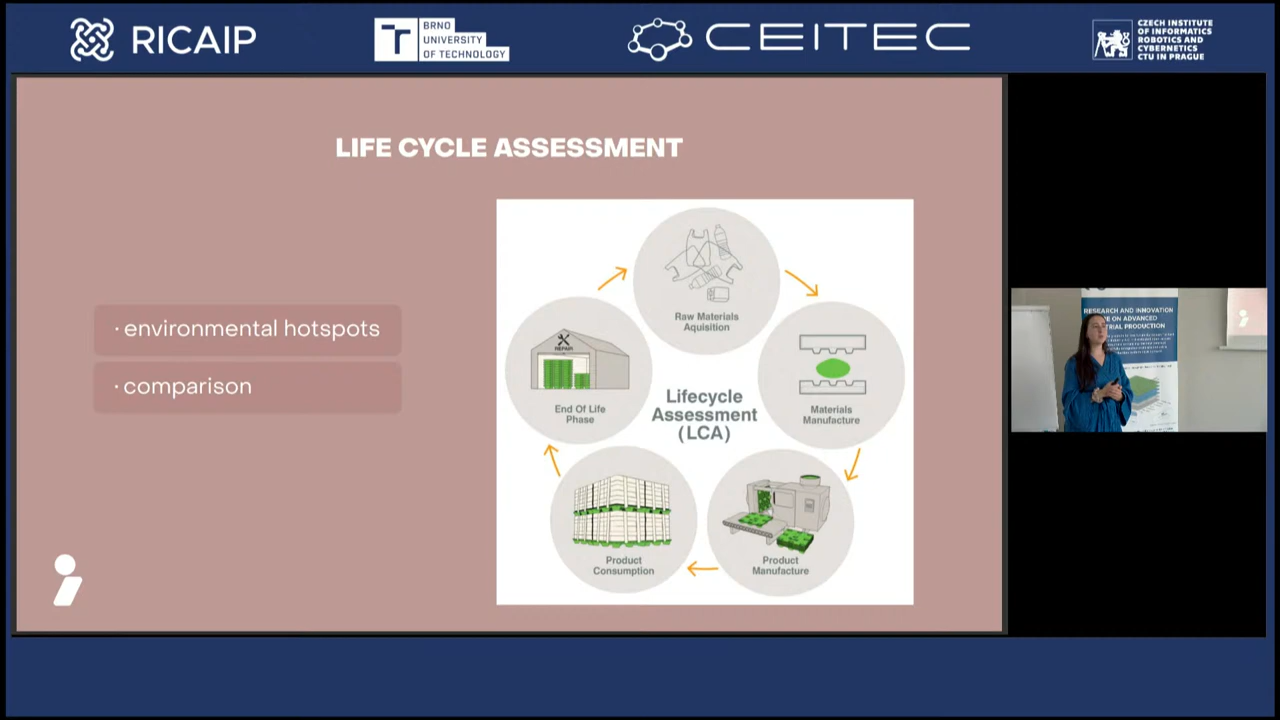 RICAIP
BRNO
UNIVERSITY
OF TECHNOLOGY
CEITEC
CZECH INSTITUTE
OF INFORMATICS
ROBOTICS AND
CYBERNETICS
CTU IN PRAGUE
LIFE CYCLE ASSESSMENT
· environmental hotspots
· comparison
Raw Materials
Aquisition
Materials
Manufacture
Product
Manufacture
Product
Consumption
REPAIR
End Of Life
Phase
Lifecycle
Assessment
(LCA)
RESEARCH AND INNOVATION
ON ADVANCED
PRODUCTION